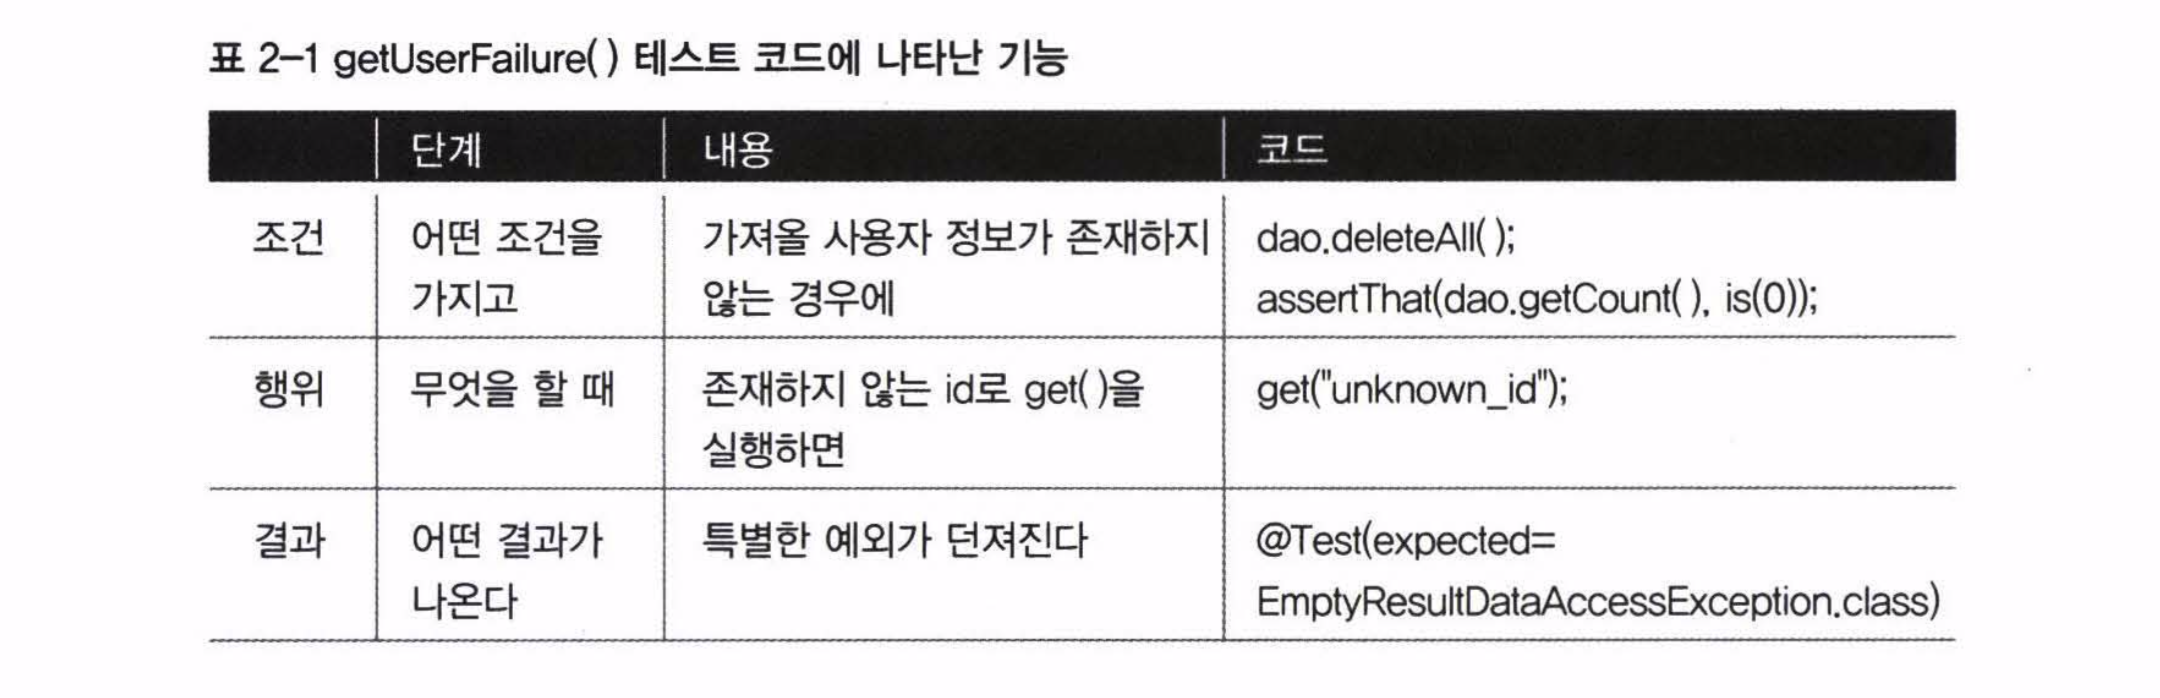 표 2-1 getUserFailure( ) 테스트 코드에 나타난 기능
단계 내용 코드
조건 어떤 조건을 가져올 사용자 정보가 존재하지 dao.deleteAll( );
가지고 않는 경우에 assertThat(dao.getCount( ), is(0));
행위 무엇을 할 때 존재하지 않는 id로 get( )을 get("unknown_id");
실행하면
결과 어떤 결과가 특별한 예외가 던져진다 @Test(expected=
나온다 EmptyResultDataAccessException.class)